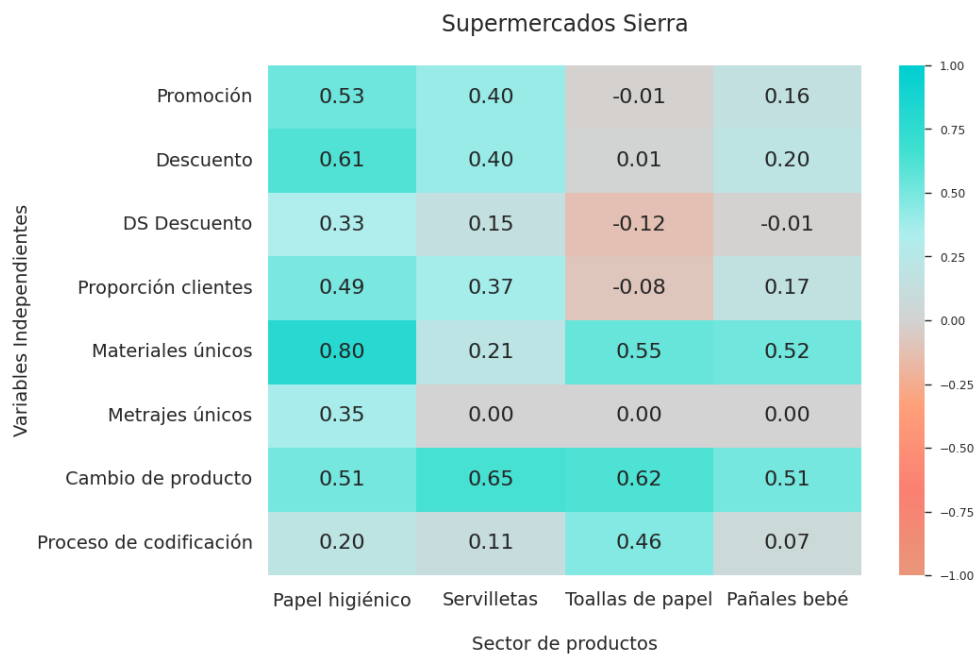 Supermercados Sierra
Variables Independientes
Promoción 0.53 0.40 -0.01 0.16
Descuento 0.61 0.40 0.01 0.20
DS Descuento 0.33 0.15 -0.12 -0.01
Proporción clientes 0.49 0.37 -0.08 0.17
Materiales únicos 0.80 0.21 0.55 0.52
Metrajes únicos 0.35 0.00 0.00 0.00
Cambio de producto 0.51 0.65 0.62 0.51
Proceso de codificación 0.20 0.11 0.46 0.07
Papel higiénico Servilletas Toallas de papel Pañales bebé
Sector de productos
1.00
0.75
0.50
0.25
0.00
−0.25
−0.50
−0.75
−1.00